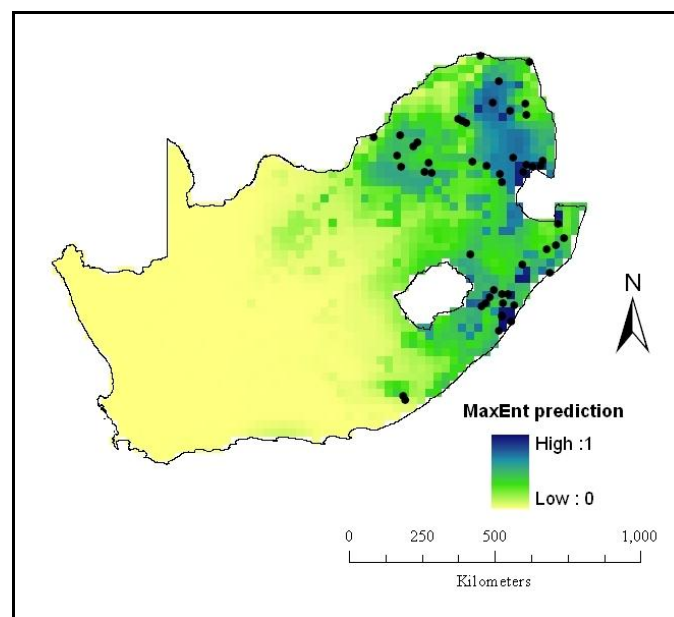 N
MaxEnt prediction
High :1
Low : 0
0 250 500 1,000
Kilometers